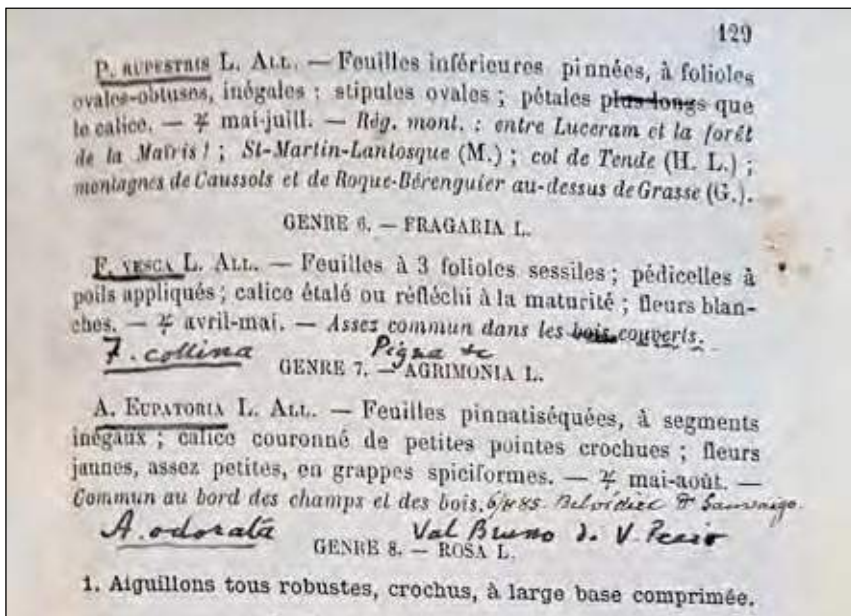 129
P. RUPESTRIS L. ALL. — Feuilles inférieures pinnées, à folioles
ovales-obtuses, inégales ; stipules ovales ; pétales plus longs que
le calice. — ♃ mai-juill. — Rég. mont. : entre Luceram et la forêt
de la Maïris ! ; St-Martin-Lantosque (M.) ; col de Tende (H. L.) ;
montagnes de Caussols et de Roque-Bérenguier au-dessus de Grasse (G.).
GENRE 6. — FRAGARIA L.
F. VESCA L. ALL. — Feuilles à 3 folioles sessiles ; pédicelles à
poils appliqués ; calice étalé ou réfléchi à la maturité ; fleurs blan-
ches. — ♃ avril-mai. — Assez commun dans les bois couverts.
F. collina Pigna
GENRE 7. — AGRIMONIA L.
A. EUPATORIA L. ALL. — Feuilles pinnatiséquées, à segments
inégaux ; calice couronné de petites pointes crochues ; fleurs
jaunes, assez petites, en grappes spiciformes. — ♃ mai-août. —
Commun au bord des champs et des bois. Sauvaigo.
A. odorata Val Bruno di V. Pesio
GENRE 8. — ROSA L.
1. Aiguillons tous robustes, crochus, à large base comprimée.